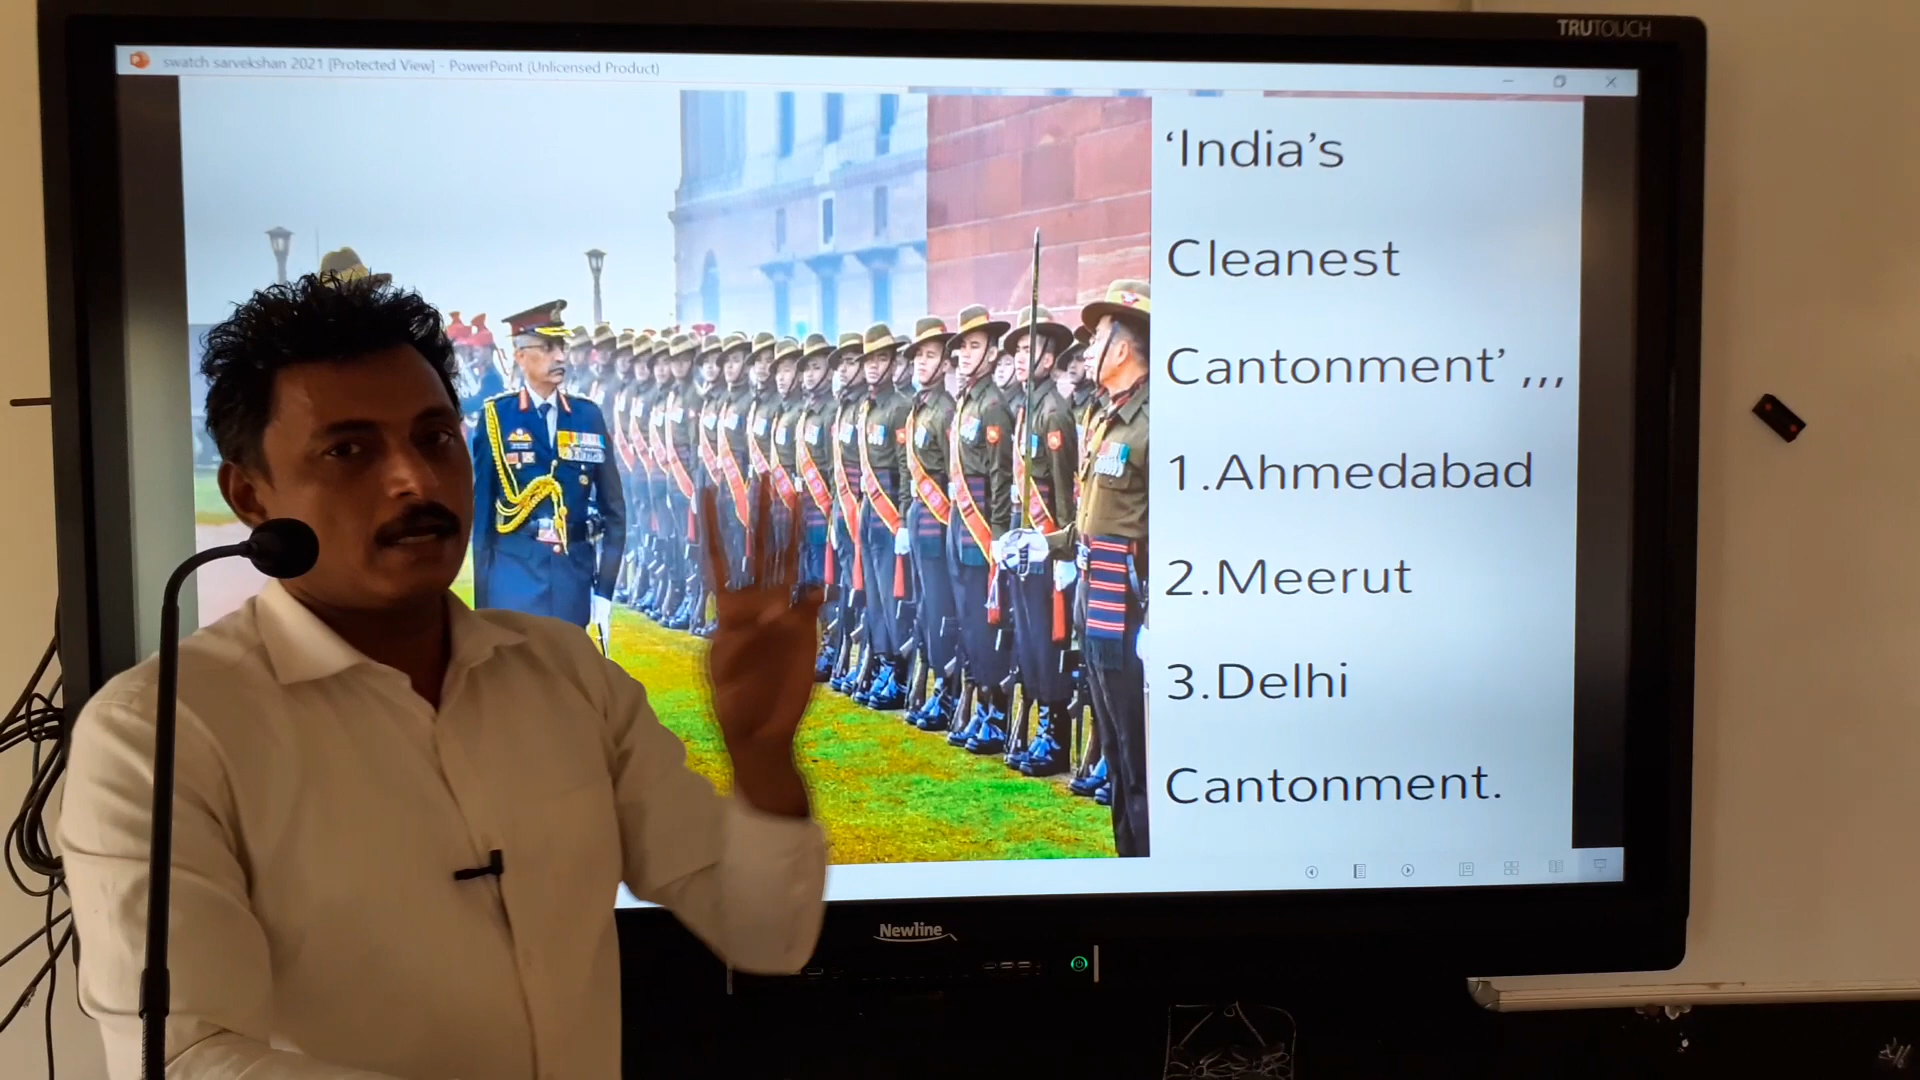 TRUTOUCH
swatch sarvekshan 2021 [Protected View] - PowerPoint (Unlicensed Product)
‘India’s
Cleanest
Cantonment’ ,,,
1.Ahmedabad
2.Meerut
3.Delhi
Cantonment.
Newline